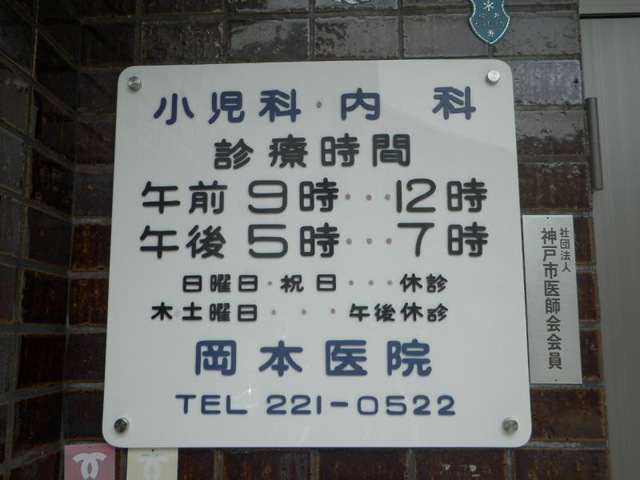 小児科・内 科
診療時間
午前 9時・・・12時
午後 5時・・・7時
日曜日・祝日・・・休診
木・土曜日・・・午後休診
岡本医院
TEL 221-0522
社団法人
神戸市医師会会員